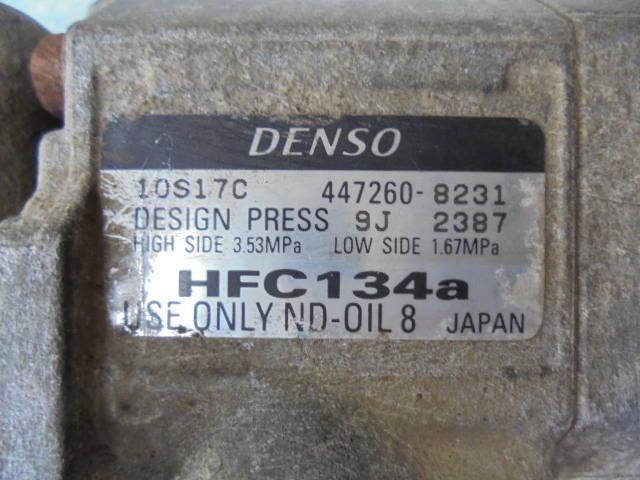 DENSO
10S17C 447260-8231
DESIGN PRESS 9J 2387
HIGH SIDE 3.53MPa LOW SIDE 1.67MPa
HFC134a
USE ONLY ND-OIL 8 JAPAN